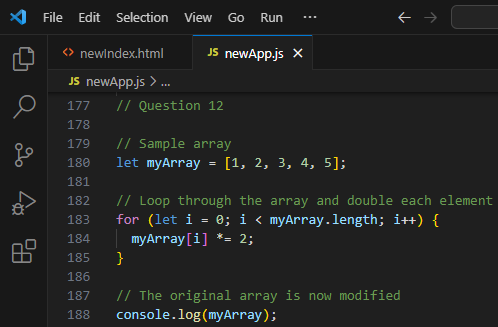 File Edit Selection View Go Run ···
<> newIndex.html JS newApp.js ×
JS newApp.js > ...
177 // Question 12
178
179 // Sample array
180 let myArray = [1, 2, 3, 4, 5];
181
182 // Loop through the array and double each element
183 for (let i = 0; i < myArray.length; i++) {
184 myArray[i] *= 2;
185 }
186
187 // The original array is now modified
188 console.log(myArray);